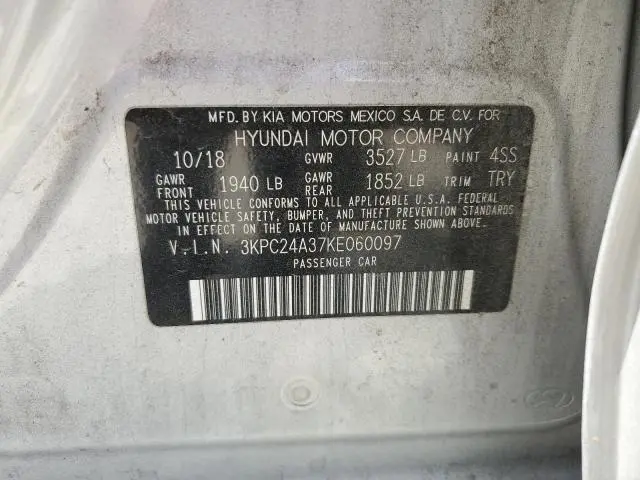 MFD. BY KIA MOTORS MEXICO S.A. DE C.V. FOR
HYUNDAI MOTOR COMPANY
10/18 GVWR 3527 LB PAINT 4SS
GAWR FRONT 1940 LB GAWR REAR 1852 LB TRIM TRY
THIS VEHICLE CONFORMS TO ALL APPLICABLE U.S.A. FEDERAL
MOTOR VEHICLE SAFETY, BUMPER, AND THEFT PREVENTION STANDARDS
IN EFFECT ON THE DATE OF MANUFACTURE SHOWN ABOVE.
V.I.N. 3KPC24A37KE060097
PASSENGER CAR